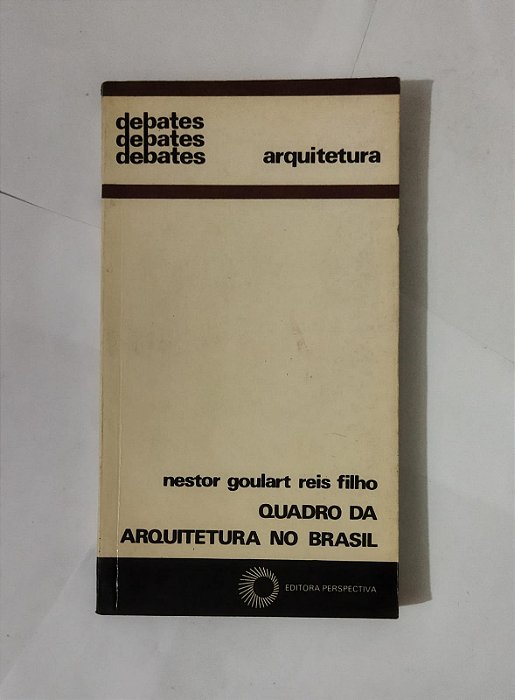 debates
debates
debates arquitetura
nestor goulart reis filho
QUADRO DA
ARQUITETURA NO BRASIL
EDITORA PERSPECTIVA